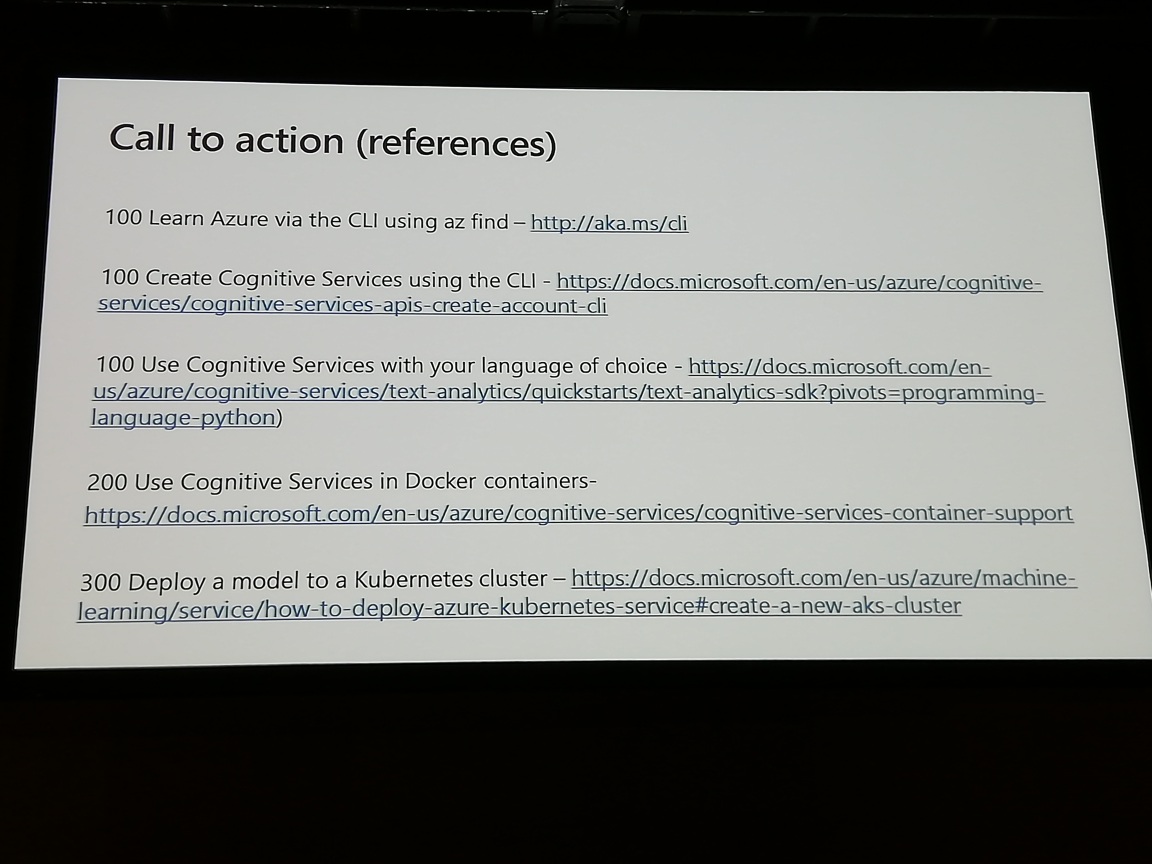 Call to action (references)
100 Learn Azure via the CLI using az find – http://aka.ms/cli
100 Create Cognitive Services using the CLI - https://docs.microsoft.com/en-us/azure/cognitive-
services/cognitive-services-apis-create-account-cli
100 Use Cognitive Services with your language of choice - https://docs.microsoft.com/en-
us/azure/cognitive-services/text-analytics/quickstarts/text-analytics-sdk?pivots=programming-
language-python)
200 Use Cognitive Services in Docker containers-
https://docs.microsoft.com/en-us/azure/cognitive-services/cognitive-services-container-support
300 Deploy a model to a Kubernetes cluster – https://docs.microsoft.com/en-us/azure/machine-
learning/service/how-to-deploy-azure-kubernetes-service#create-a-new-aks-cluster